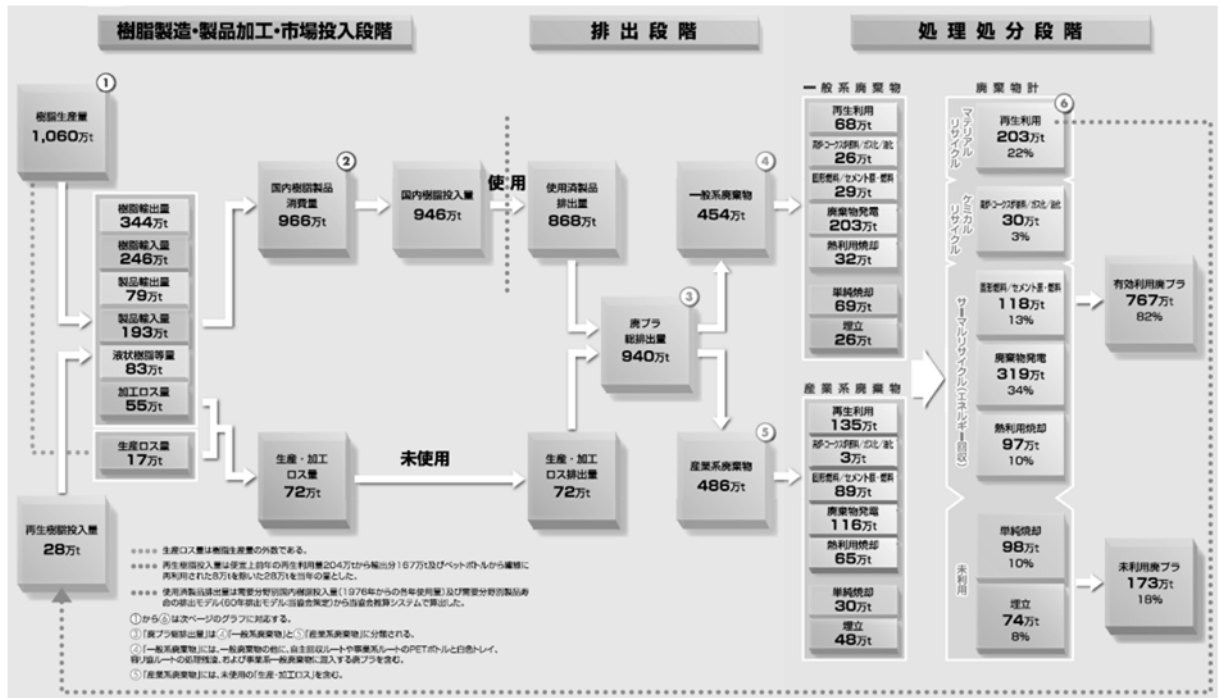 樹脂製造・製品加工・市場投入段階
排出段階
処理処分段階
①
樹脂生産量
1,060万t
樹脂輸出量
344万t
樹脂輸入量
246万t
製品輸出量
79万t
製品輸入量
193万t
液状樹脂等量
83万t
加工ロス量
55万t
生産ロス量
17万t
再生樹脂投入量
28万t
②
国内樹脂製品
消費量
966万t
国内樹脂投入量
946万t
使用
生産・加工
ロス量
72万t
未使用
使用済製品
排出量
868万t
生産・加工
ロス排出量
72万t
③
廃プラ
総排出量
940万t
④
一般系廃棄物
454万t
⑤
産業系廃棄物
486万t
一般系廃棄物
再生利用
68万t
高炉・コークス炉原料/ガス化/油化
26万t
固形燃料/セメント原・燃料
29万t
廃棄物発電
203万t
熱利用焼却
32万t
単純焼却
69万t
埋立
26万t
産業系廃棄物
再生利用
135万t
高炉・コークス炉原料/ガス化/油化
3万t
固形燃料/セメント原・燃料
89万t
廃棄物発電
116万t
熱利用焼却
65万t
単純焼却
30万t
埋立
48万t
廃棄物計
⑥
マテリアル
リサイクル
再生利用
203万t
22%
ケミカル
リサイクル
高炉・コークス炉原料/ガス化/油化
30万t
3%
サーマルリサイクル(エネルギー回収)
固形燃料/セメント原・燃料
118万t
13%
廃棄物発電
319万t
34%
熱利用焼却
97万t
10%
未利用
単純焼却
98万t
10%
埋立
74万t
8%
有効利用廃プラ
767万t
82%
未利用廃プラ
173万t
18%
生産ロス量は樹脂生産量の外数である。
再生樹脂投入量は便宜上前年の再生利用量204万tから輸出分167万t及びペットボトルから繊維に
再利用された8万tを除いた28万tを当年の量とした。
使用済製品排出量は需要分野別国内樹脂投入量(1976年からの各年使用量)及び需要分野別製品寿
命の排出モデル(60年排出モデル:当協会策定)から当協会推算システムで算出した。
①から⑥は次ページのグラフに対応する。
③「廃プラ総排出量」は④「一般系廃棄物」と⑤「産業系廃棄物」に分類される。
④「一般系廃棄物」には、一般廃棄物の他に、自主回収ルートや事業系ルートのPETボトルと白色トレイ、
容リ協ルートの処理残渣、および事業系一般廃棄物に混入する廃プラを含む。
⑤「産業系廃棄物」には、未使用の「生産・加工ロス」を含む。